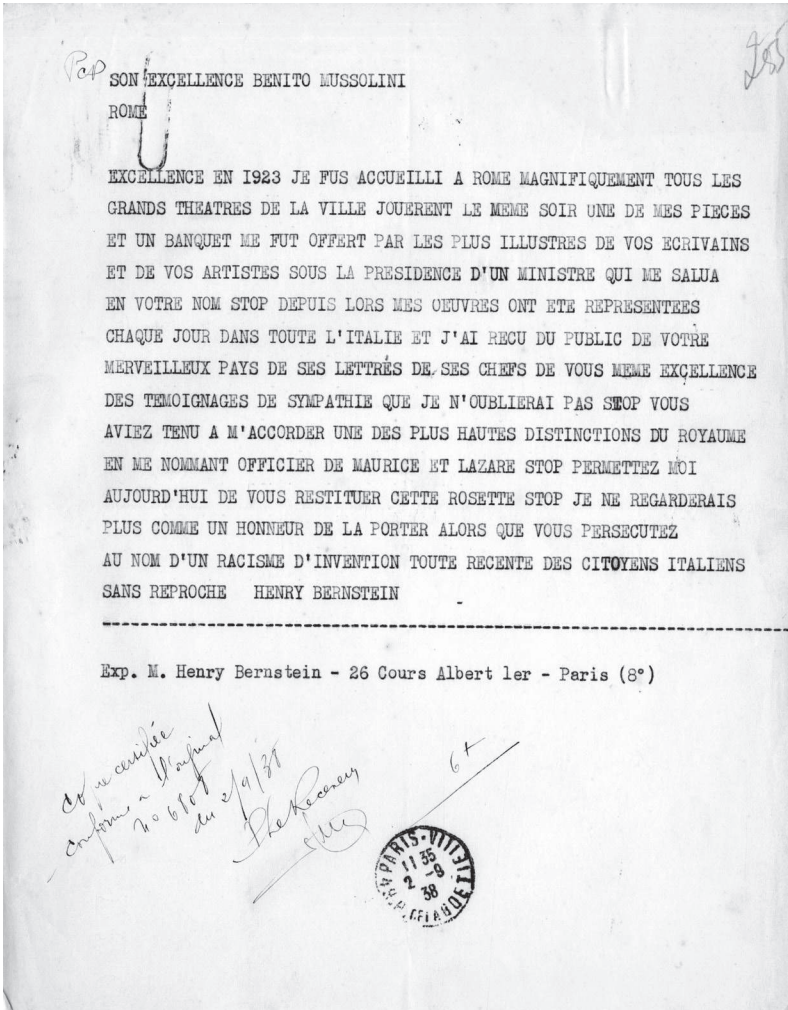 PCP
SON EXCELLENCE BENITO MUSSOLINI
ROME
EXCELLENCE EN 1923 JE FUS ACCUEILLI A ROME MAGNIFIQUEMENT TOUS LES
GRANDS THEATRES DE LA VILLE JOUERENT LE MEME SOIR UNE DE MES PIECES
ET UN BANQUET ME FUT OFFERT PAR LES PLUS ILLUSTRES DE VOS ECRIVAINS
ET DE VOS ARTISTES SOUS LA PRESIDENCE D'UN MINISTRE QUI ME SALUA
EN VOTRE NOM STOP DEPUIS LORS MES OEUVRES ONT ETE REPRESENTEES
CHAQUE JOUR DANS TOUTE L'ITALIE ET J'AI RECU DU PUBLIC DE VOTRE
MERVEILLEUX PAYS DE SES LETTRÉS DE SES CHEFS DE VOUS MEME EXCELLENCE
DES TEMOIGNAGES DE SYMPATHIE QUE JE N'OUBLIERAI PAS STOP VOUS
AVIEZ TENU A M'ACCORDER UNE DES PLUS HAUTES DISTINCTIONS DU ROYAUME
EN ME NOMMANT OFFICIER DE MAURICE ET LAZARE STOP PERMETTEZ MOI
AUJOURD'HUI DE VOUS RESTITUER CETTE ROSETTE STOP JE NE REGARDERAIS
PLUS COMME UN HONNEUR DE LA PORTER ALORS QUE VOUS PERSECUTEZ
AU NOM D'UN RACISME D'INVENTION TOUTE RECENTE DES CITOYENS ITALIENS
SANS REPROCHE HENRY BERNSTEIN
Exp. M. Henry Bernstein - 26 Cours Albert 1er - Paris (8°)
Copie certifiée
conforme à l'original
n° 6808
du 2/9/38
PARIS-VIII
11 35
2 -9
38